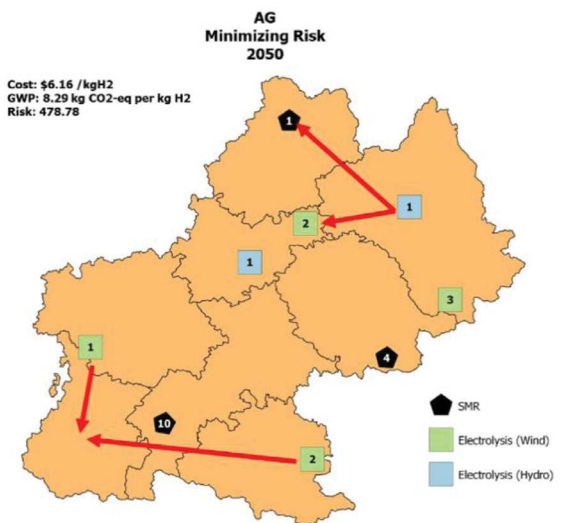 AG
Minimizing Risk
2050
Cost: $6.16 /kgH2
GWP: 8.29 kg CO2-eq per kg H2
Risk: 478.78
1
1
2
1
3
1
4
10
2
SMR
Electrolysis (Wind)
Electrolysis (Hydro)